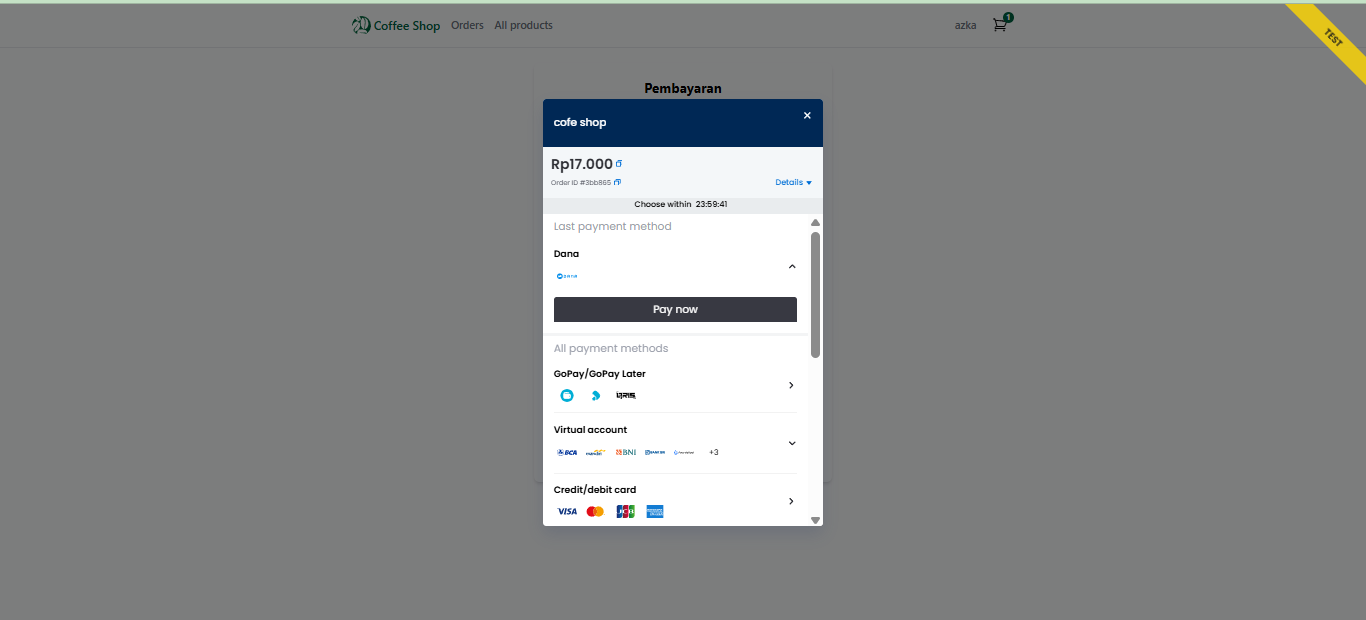 Coffee Shop Orders All products azka 1
TEST
Pembayaran
cofe shop
Rp17.000
Order ID #3bb865 Details
Choose within 23:59:41
Last payment method
Dana
DANA
Pay now
All payment methods
GoPay/GoPay Later
QRIS
Virtual account
BCA mandiri BNI +3
Credit/debit card
VISA JCB